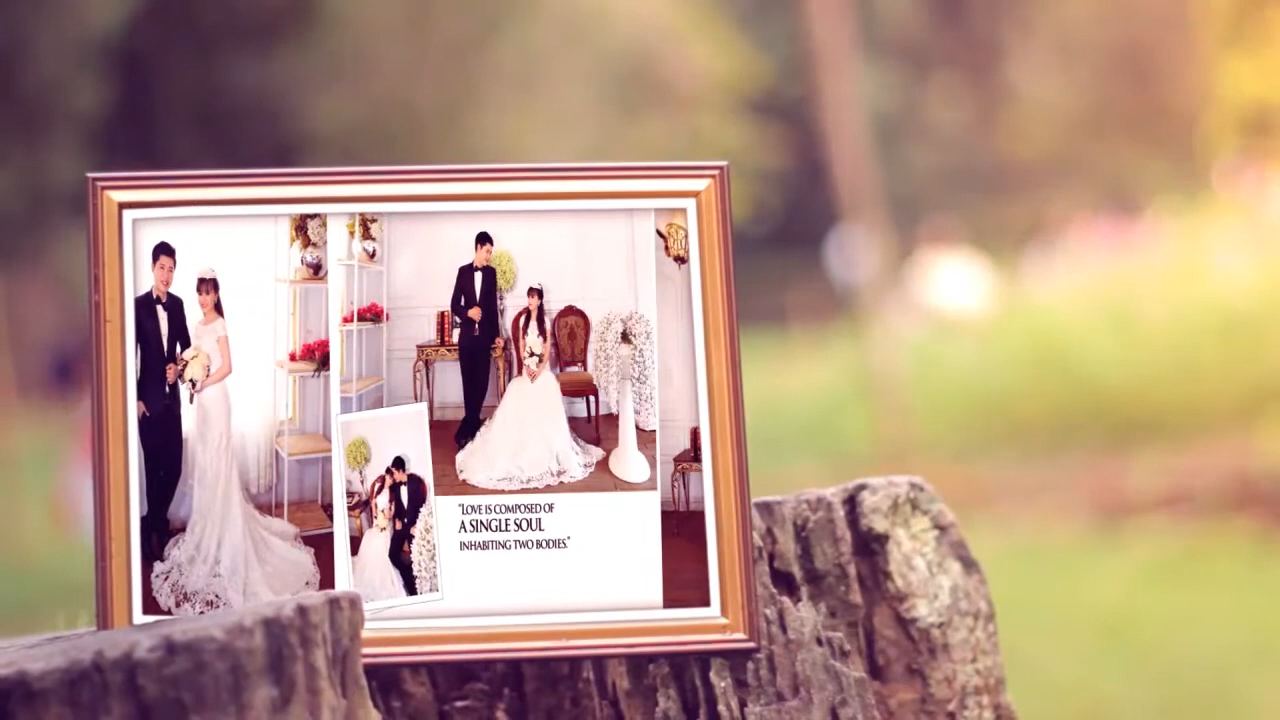 "LOVE IS COMPOSED OF
A SINGLE SOUL
INHABITING TWO BODIES."